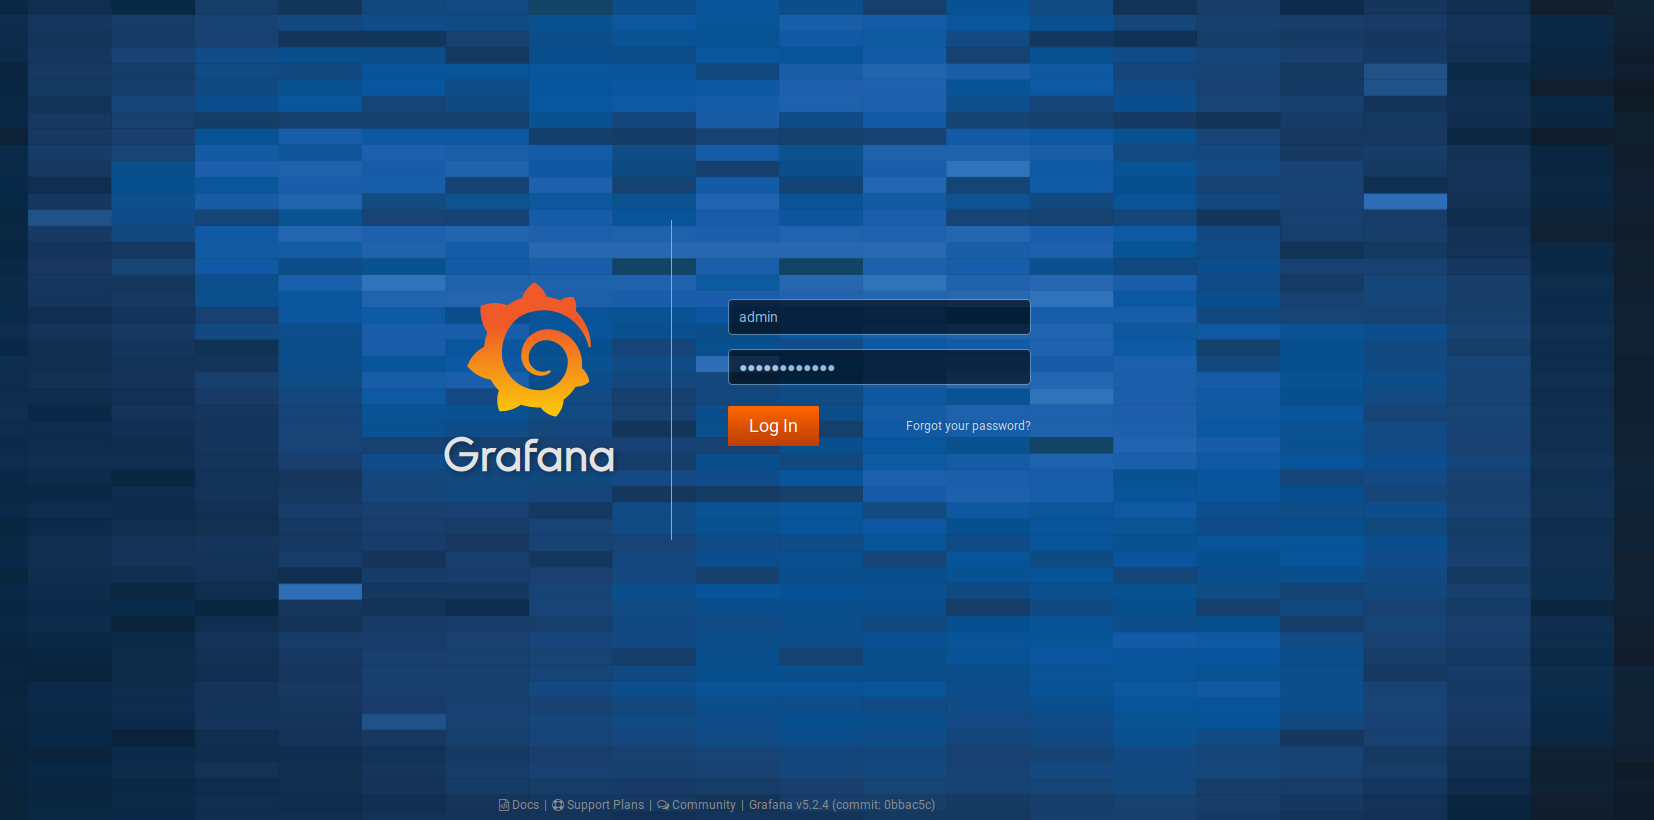 admin
••••••••••••
Log In
Forgot your password?
Grafana
Docs | Support Plans | Community | Grafana v5.2.4 (commit: 0bbac5c)